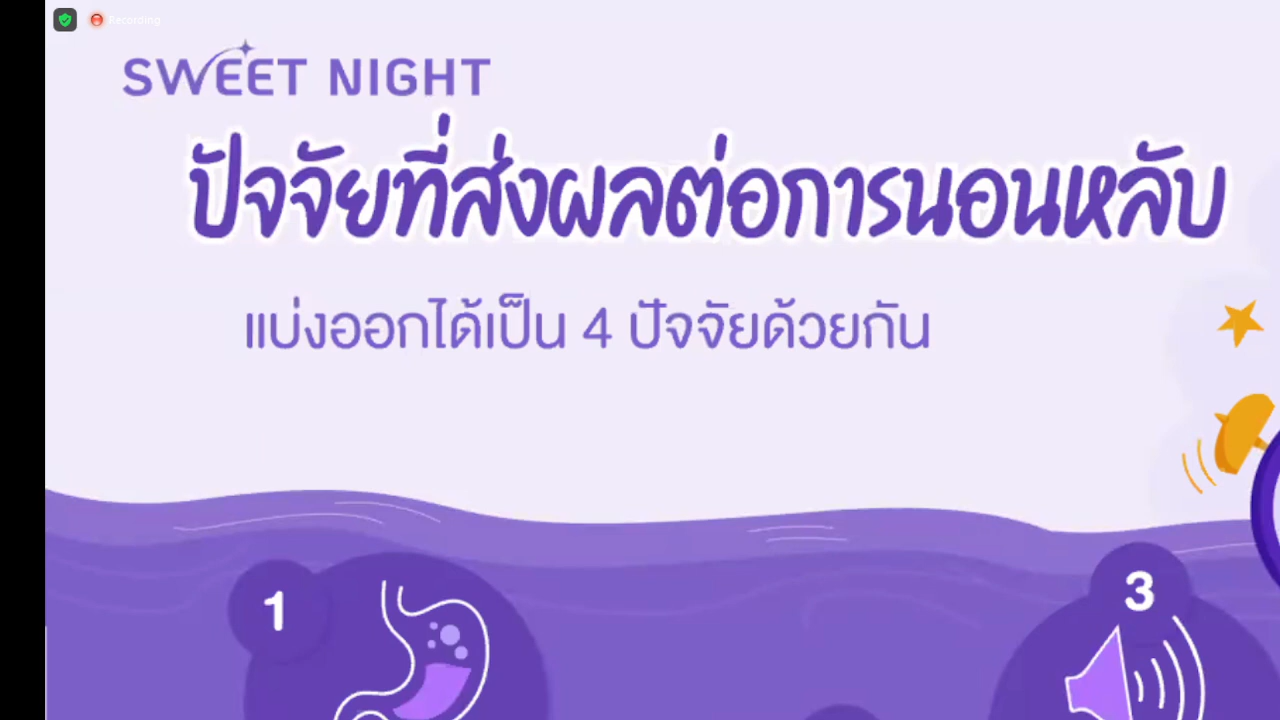 Recording
SWEET NIGHT
ปัจจัยที่ส่งผลต่อการนอนหลับ
แบ่งออกได้เป็น 4 ปัจจัยด้วยกัน
1
3